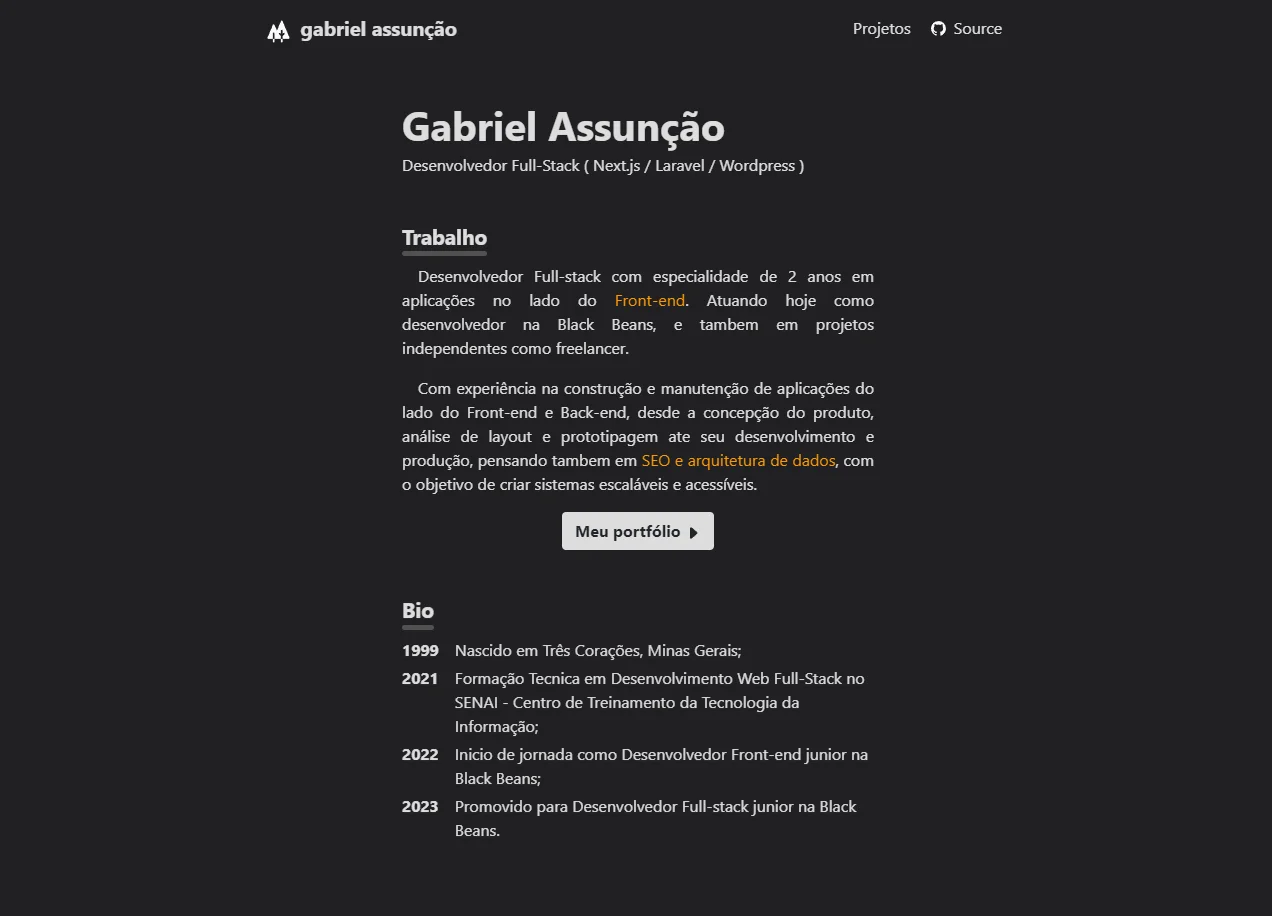 gabriel assunção
Projetos
Source
Gabriel Assunção
Desenvolvedor Full-Stack ( Next.js / Laravel / Wordpress )
Trabalho
Desenvolvedor Full-stack com especialidade de 2 anos em
aplicações no lado do Front-end. Atuando hoje como
desenvolvedor na Black Beans, e tambem em projetos
independentes como freelancer.
Com experiência na construção e manutenção de aplicações do
lado do Front-end e Back-end, desde a concepção do produto,
análise de layout e prototipagem ate seu desenvolvimento e
produção, pensando tambem em SEO e arquitetura de dados, com
o objetivo de criar sistemas escaláveis e acessíveis.
Meu portfólio
Bio
1999 Nascido em Três Corações, Minas Gerais;
2021 Formação Tecnica em Desenvolvimento Web Full-Stack no
SENAI - Centro de Treinamento da Tecnologia da
Informação;
2022 Inicio de jornada como Desenvolvedor Front-end junior na
Black Beans;
2023 Promovido para Desenvolvedor Full-stack junior na Black
Beans.